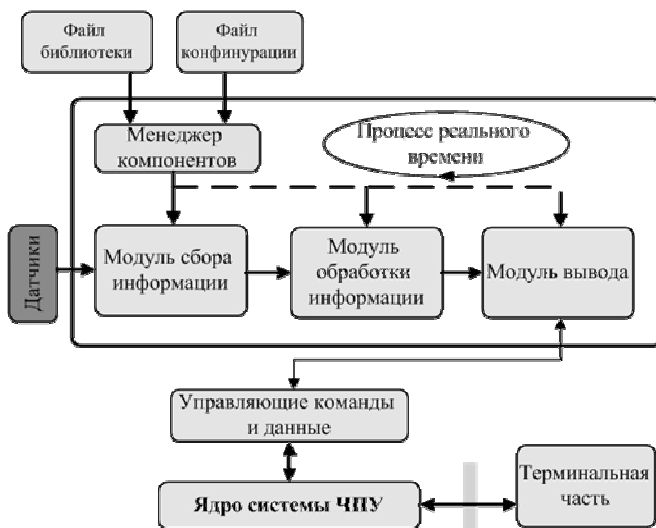 Файл
библиотеки
Файл
конфинурации
Менеджер
компонентов
Процесс реального
времени
Датчики
Модуль сбора
информации
Модуль
обработки
информации
Модуль вывода
Управляющие команды
и данные
Ядро системы ЧПУ
Терминальная
часть